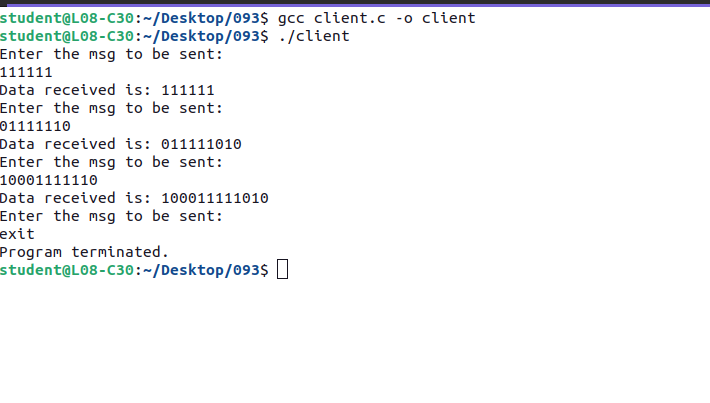 student@L08-C30:~/Desktop/093$ gcc client.c -o client
student@L08-C30:~/Desktop/093$ ./client
Enter the msg to be sent:
111111
Data received is: 111111
Enter the msg to be sent:
01111110
Data received is: 011111010
Enter the msg to be sent:
10001111110
Data received is: 100011111010
Enter the msg to be sent:
exit
Program terminated.
student@L08-C30:~/Desktop/093$